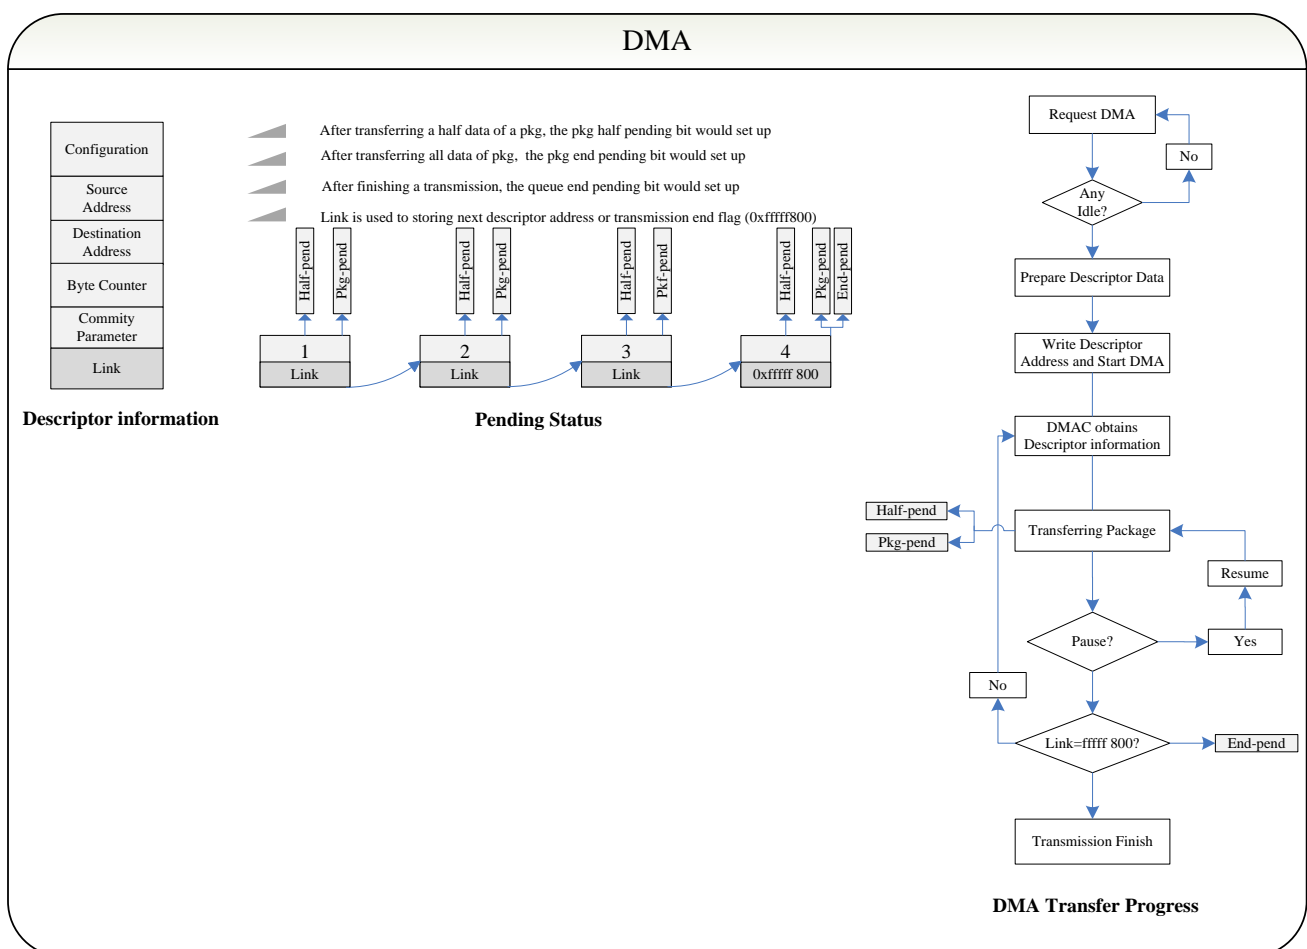 DMA
Configuration
Source
Address
Destination
Address
Byte Counter
Commity
Parameter
Link
Descriptor information
After transferring a half data of a pkg, the pkg half pending bit would set up
After transferring all data of pkg, the pkg end pending bit would set up
After finishing a transmission, the queue end pending bit would set up
Link is used to storing next descriptor address or transmission end flag (0xfffff800)
Half-pend
Pkg-pend
Half-pend
Pkg-pend
Half-pend
Pkf-pend
Half-pend
Pkg-pend
End-pend
1
Link
2
Link
3
Link
4
0xfffff 800
Pending Status
Request DMA
No
Any
Idle?
Prepare Descriptor Data
Write Descriptor
Address and Start DMA
DMAC obtains
Descriptor information
Half-pend
Pkg-pend
Transferring Package
Resume
Pause?
Yes
No
Link=fffff 800?
End-pend
Transmission Finish
DMA Transfer Progress